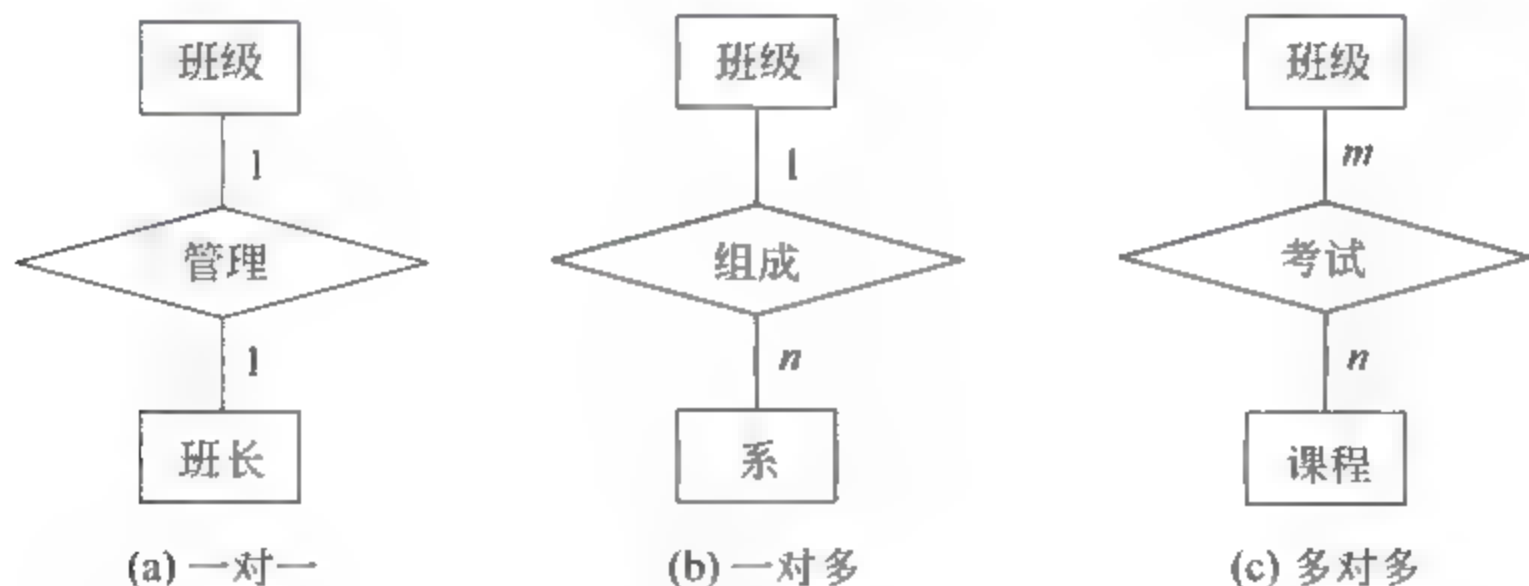 班级 班级 班级
1 1 m
管理 组成 考试
1 n n
班长 系 课程
(a) 一对一 (b) 一对多 (c) 多对多